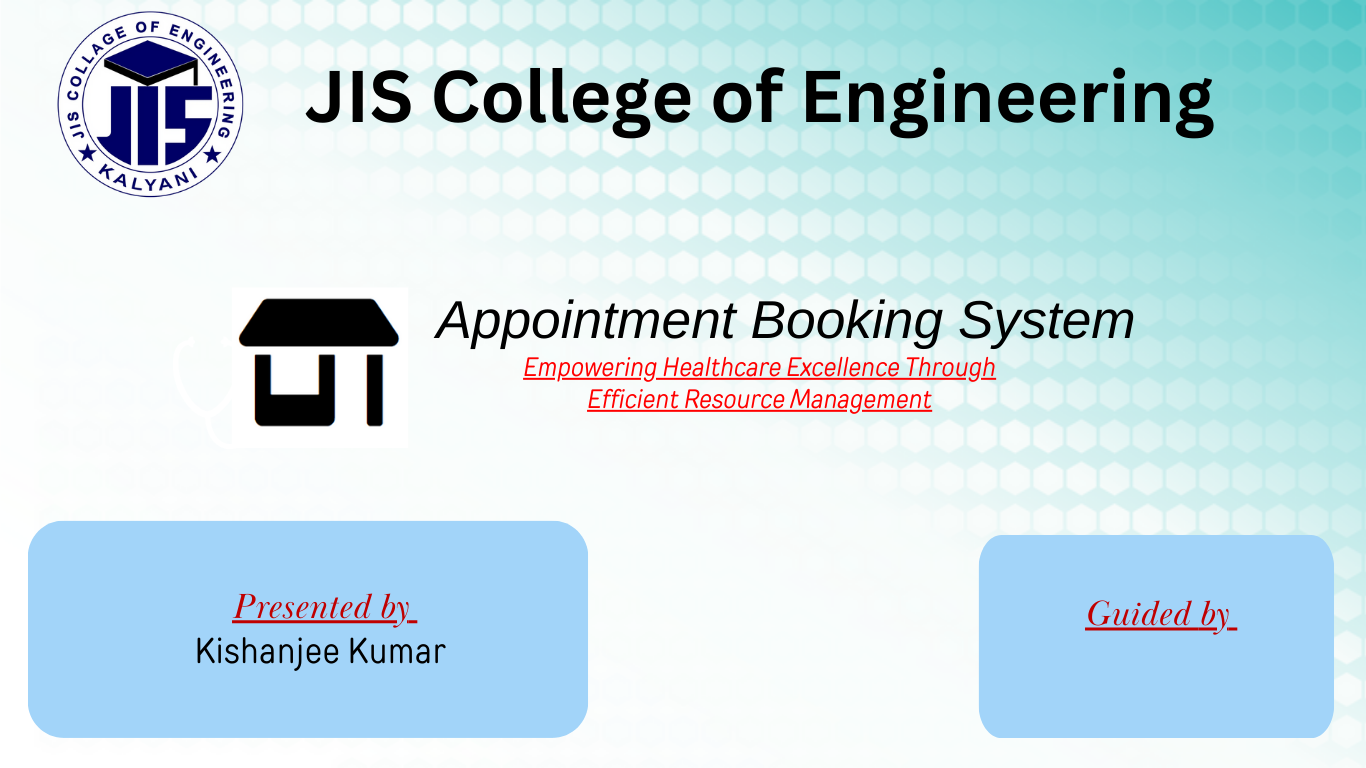 JIS COLLAGE OF ENGINEERING
JIS
KALYANI
JIS College of Engineering
Appointment Booking System
Empowering Healthcare Excellence Through
Efficient Resource Management
Presented by
Kishanjee Kumar
Guided by